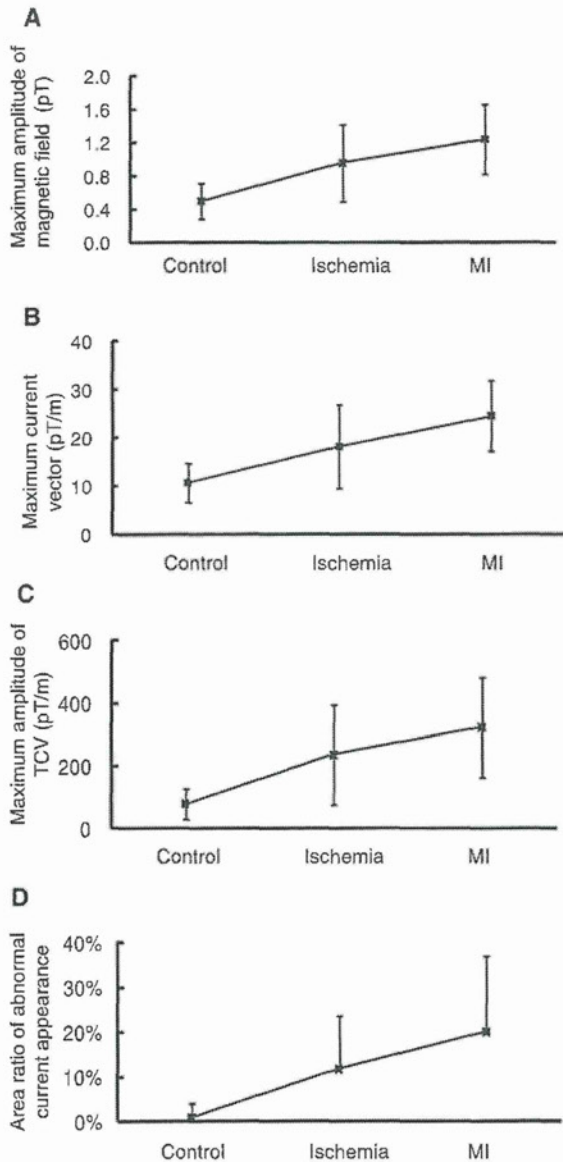 A
Maximum amplitude of
magnetic field (pT)
2.0
1.6
1.2
0.8
0.4
0.0
Control Ischemia MI
B
Maximum current
vector (pT/m)
40
30
20
10
0
Control Ischemia MI
C
Maximum amplitude of
TCV (pT/m)
600
400
200
0
Control Ischemia MI
D
Area ratio of abnormal
current appearance
40%
30%
20%
10%
0%
Control Ischemia MI